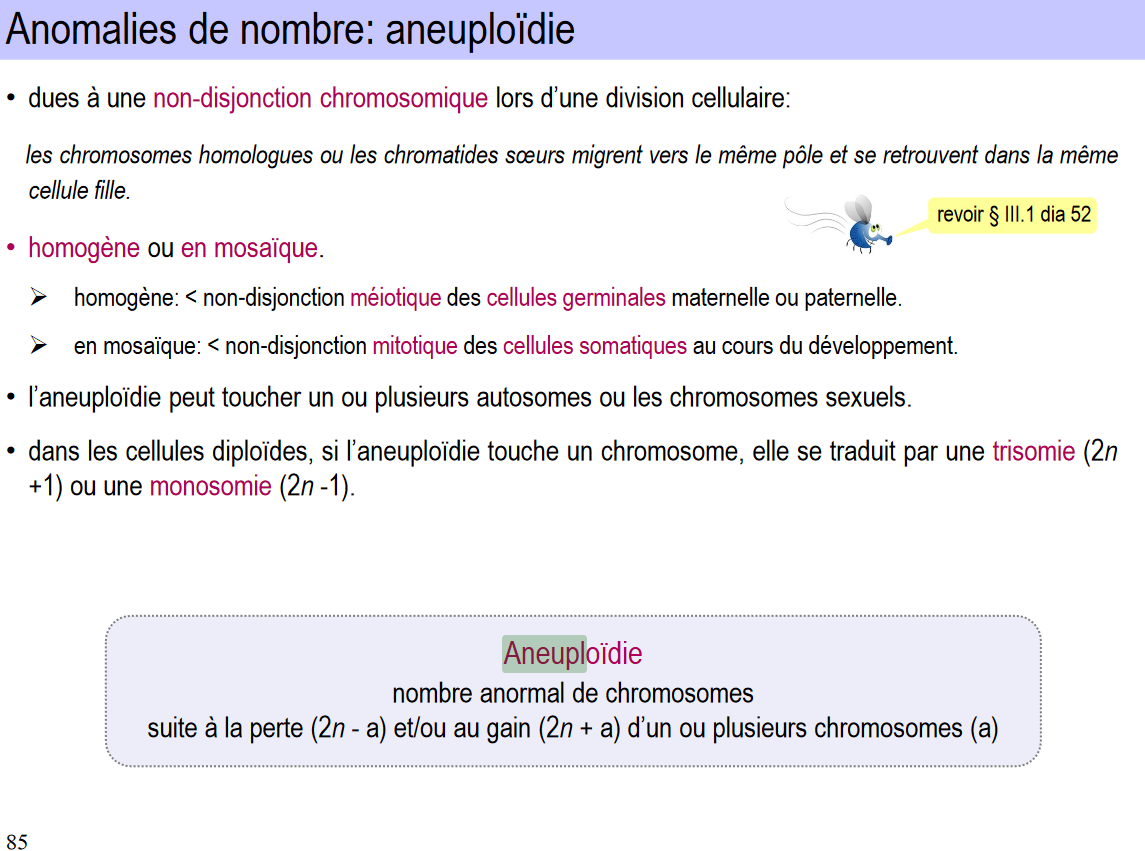 Anomalies de nombre: aneuploïdie
• dues à une non-disjonction chromosomique lors d’une division cellulaire:
les chromosomes homologues ou les chromatides sœurs migrent vers le même pôle et se retrouvent dans la même
cellule fille.
revoir § III.1 dia 52
• homogène ou en mosaïque.
➢ homogène: < non-disjonction méiotique des cellules germinales maternelle ou paternelle.
➢ en mosaïque: < non-disjonction mitotique des cellules somatiques au cours du développement.
• l’aneuploïdie peut toucher un ou plusieurs autosomes ou les chromosomes sexuels.
• dans les cellules diploïdes, si l’aneuploïdie touche un chromosome, elle se traduit par une trisomie (2n
+1) ou une monosomie (2n -1).
Aneuploïdie
nombre anormal de chromosomes
suite à la perte (2n - a) et/ou au gain (2n + a) d’un ou plusieurs chromosomes (a)
85